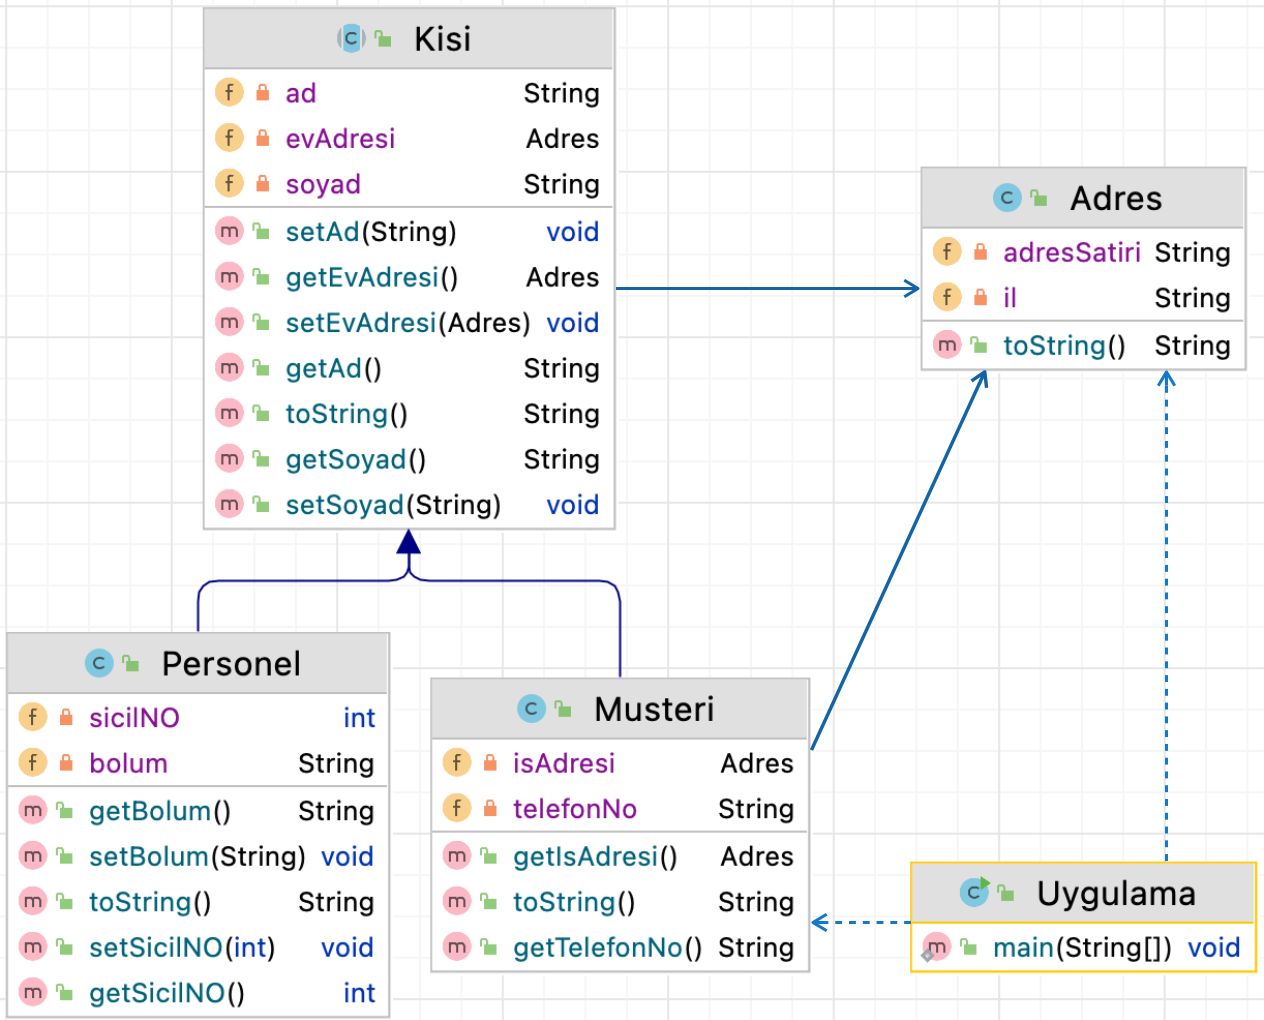 Kisi
ad String
evAdresi Adres
soyad String
setAd(String) void
getEvAdresi() Adres
setEvAdresi(Adres) void
getAd() String
toString() String
getSoyad() String
setSoyad(String) void
Adres
adresSatiri String
il String
toString() String
Personel
sicilNO int
bolum String
getBolum() String
setBolum(String) void
toString() String
setSicilNO(int) void
getSicilNO() int
Musteri
isAdresi Adres
telefonNo String
getIsAdresi() Adres
toString() String
getTelefonNo() String
Uygulama
main(String[]) void